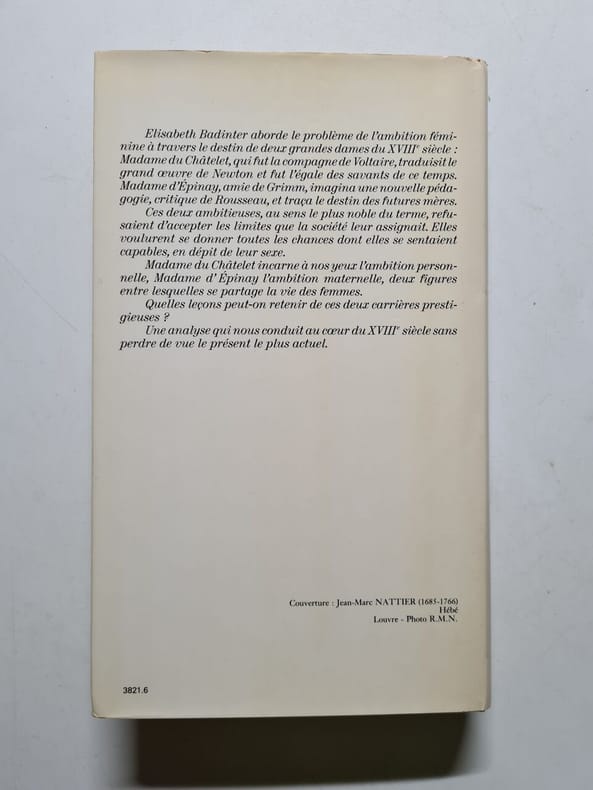 Elisabeth Badinter aborde le problème de l'ambition fémi-
nine à travers le destin de deux grandes dames du XVIIIe siècle :
Madame du Châtelet, qui fut la compagne de Voltaire, traduisit le
grand œuvre de Newton et fut l'égale des savants de ce temps.
Madame d'Épinay, amie de Grimm, imagina une nouvelle péda-
gogie, critique de Rousseau, et traça le destin des futures mères.
Ces deux ambitieuses, au sens le plus noble du terme, refu-
saient d'accepter les limites que la société leur assignait. Elles
voulurent se donner toutes les chances dont elles se sentaient
capables, en dépit de leur sexe.
Madame du Châtelet incarne à nos yeux l'ambition person-
nelle, Madame d'Épinay l'ambition maternelle, deux figures
entre lesquelles se partage la vie des femmes.
Quelles leçons peut-on retenir de ces deux carrières presti-
gieuses ?
Une analyse qui nous conduit au cœur du XVIIIe siècle sans
perdre de vue le présent le plus actuel.
Couverture : Jean-Marc NATTIER (1685-1766)
Hébé
Louvre - Photo R.M.N.
3821.6